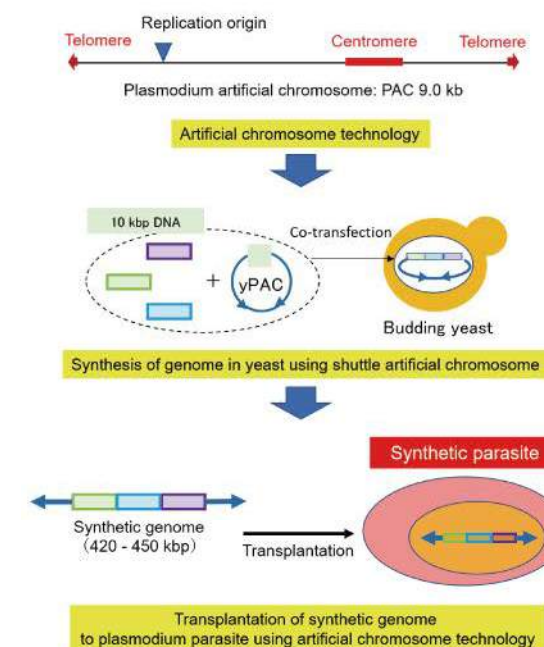 Replication origin
Telomere
Centromere
Telomere
Plasmodium artificial chromosome: PAC 9.0 kb
Artificial chromosome technology
10 kbp DNA
Co-transfection
+
yPAC
Budding yeast
Synthesis of genome in yeast using shuttle artificial chromosome
Synthetic parasite
Synthetic genome
(420 - 450 kbp)
Transplantation
Transplantation of synthetic genome
to plasmodium parasite using artificial chromosome technology